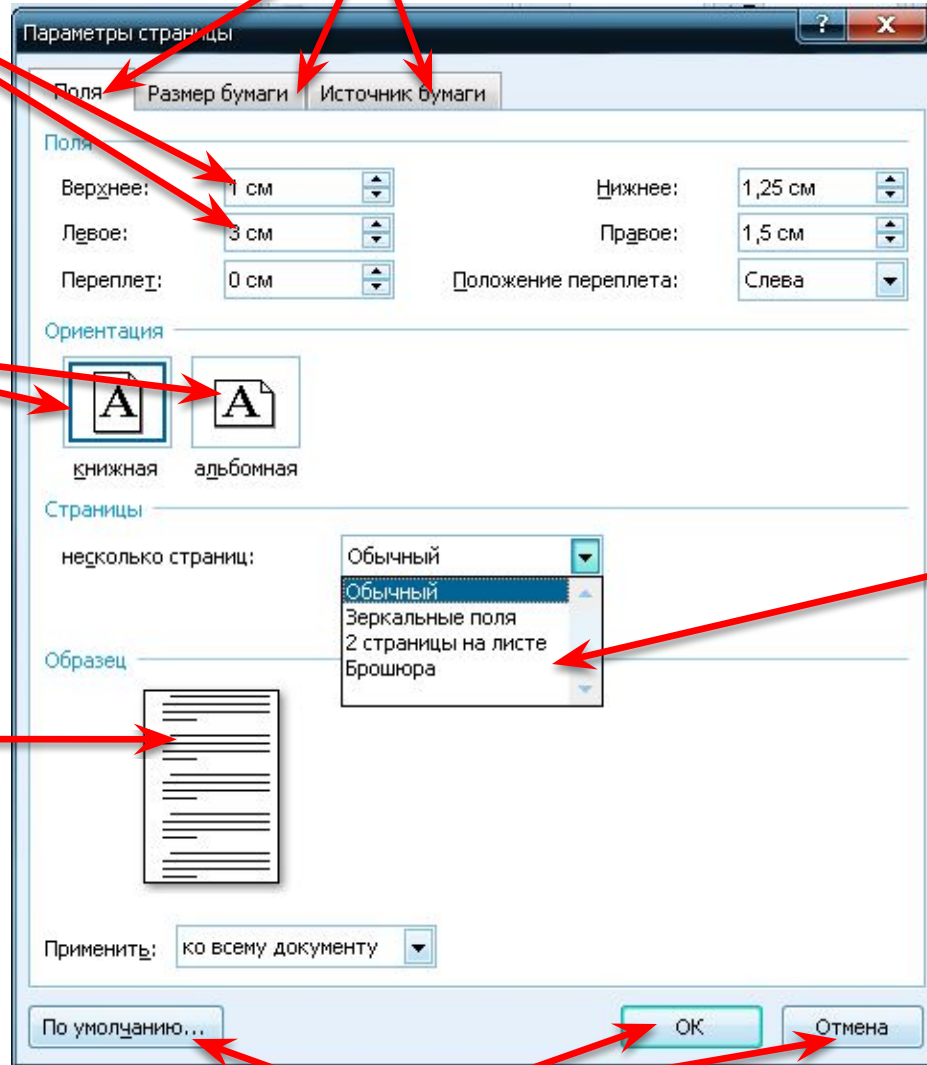 Параметры страницы
Поля Размер бумаги Источник бумаги
Поля
Верхнее: 1 см Нижнее: 1,25 см
Левое: 3 см Правое: 1,5 см
Переплет: 0 см Положение переплета: Слева
Ориентация
A A
книжная альбомная
Страницы
несколько страниц: Обычный
Обычный
Зеркальные поля
2 страницы на листе
Брошюра
Образец
Применить: ко всему документу
По умолчанию... ОК Отмена